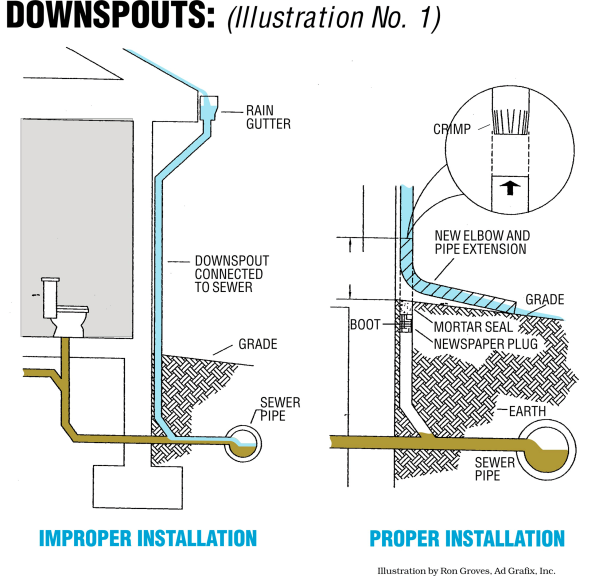 DOWNSPOUTS: (Illustration No. 1)
RAIN
GUTTER
DOWNSPOUT
CONNECTED
TO SEWER
GRADE
SEWER
PIPE
IMPROPER INSTALLATION
CRIMP
NEW ELBOW AND
PIPE EXTENSION
GRADE
BOOT
MORTAR SEAL
NEWSPAPER PLUG
EARTH
SEWER
PIPE
PROPER INSTALLATION
Illustration by Ron Groves, Ad Grafix, Inc.